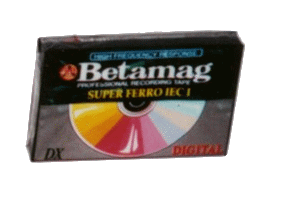 HIGH FREQUENCY RESPONSE
Betamag
PROFESSIONAL RECORDING TAPE
SUPER FERRO IEC I
DX DIGITAL